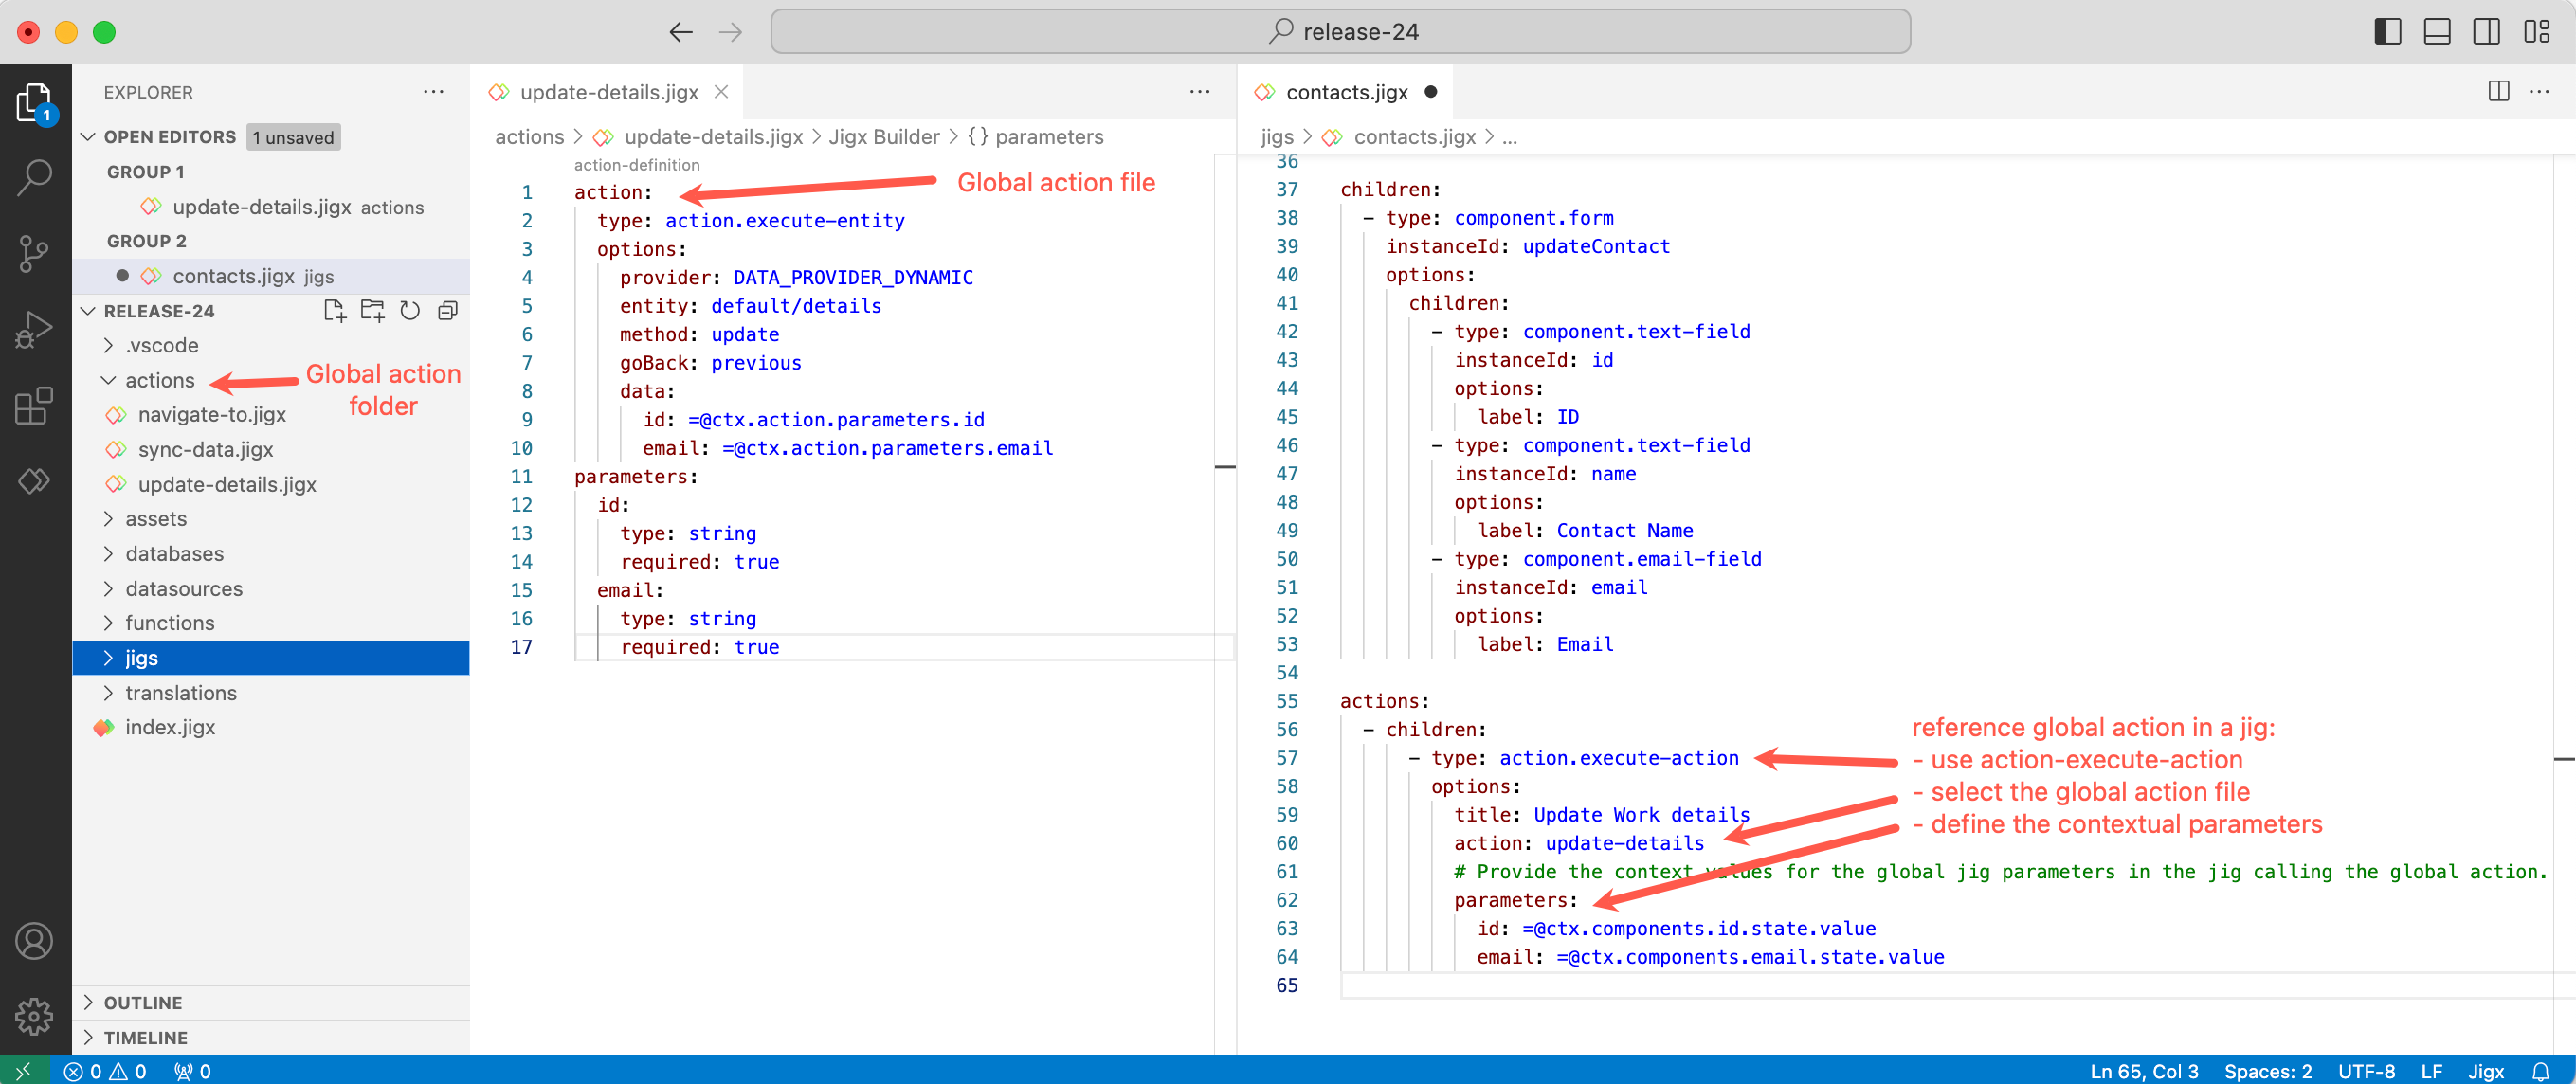 release-24
EXPLORER
OPEN EDITORS 1 unsaved
GROUP 1
update-details.jigx actions
GROUP 2
contacts.jigx jigs
RELEASE-24
.vscode
actions
Global action
folder
navigate-to.jigx
sync-data.jigx
update-details.jigx
assets
databases
datasources
functions
jigs
translations
index.jigx
OUTLINE
TIMELINE
1
update-details.jigx
actions > update-details.jigx > Jigx Builder > {} parameters
action-definition
Global action file
1 action:
2 type: action.execute-entity
3 options:
4 provider: DATA_PROVIDER_DYNAMIC
5 entity: default/details
6 method: update
7 goBack: previous
8 data:
9 id: =@ctx.action.parameters.id
10 email: =@ctx.action.parameters.email
11 parameters:
12 id:
13 type: string
14 required: true
15 email:
16 type: string
17 required: true
contacts.jigx
jigs > contacts.jigx > ...
36
37 children:
38 - type: component.form
39 instanceId: updateContact
40 options:
41 children:
42 - type: component.text-field
43 instanceId: id
44 options:
45 label: ID
46 - type: component.text-field
47 instanceId: name
48 options:
49 label: Contact Name
50 - type: component.email-field
51 instanceId: email
52 options:
53 label: Email
54
55 actions:
56 - children:
57 - type: action.execute-action
58 options:
59 title: Update Work details
60 action: update-details
61 # Provide the context values for the global jig parameters in the jig calling the global action.
62 parameters:
63 id: =@ctx.components.id.state.value
64 email: =@ctx.components.email.state.value
65
reference global action in a jig:
- use action-execute-action
- select the global action file
- define the contextual parameters
0 0 0
Ln 65, Col 3 Spaces: 2 UTF-8 LF Jigx